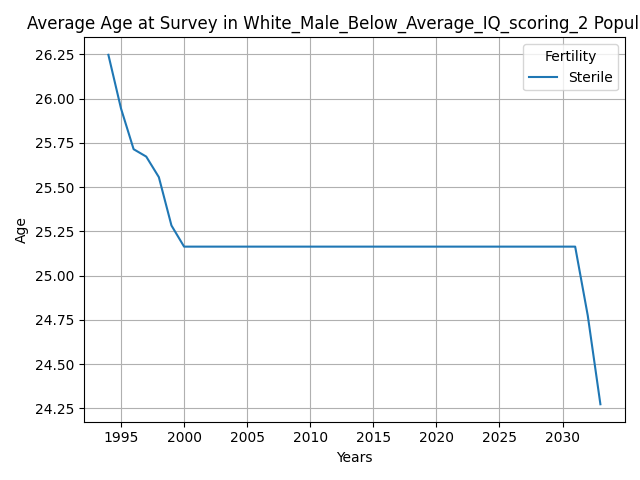 Average Age at Survey in White_Male_Below_Average_IQ_scoring_2 Popul
Fertility
Sterile
26.25
26.00
25.75
25.50
25.25
25.00
24.75
24.50
24.25
Age
1995 2000 2005 2010 2015 2020 2025 2030
Years